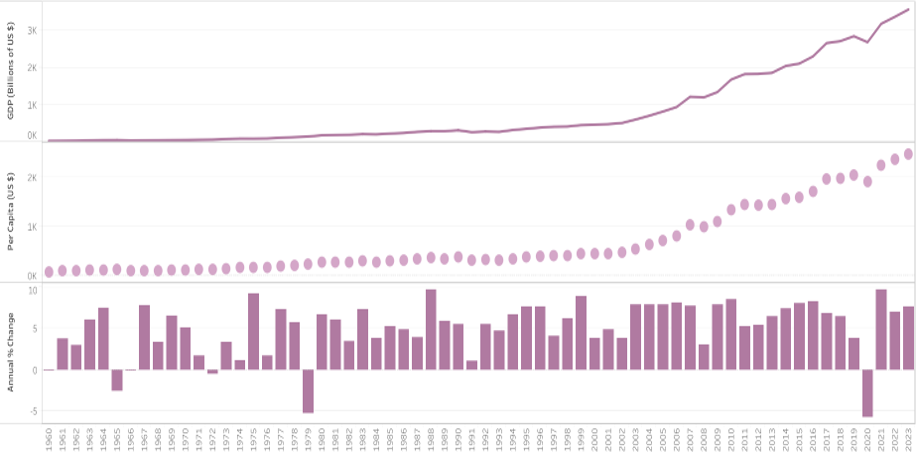 GDP (Billions of US $)
3K
2K
1K
0K
Per Capita (US $)
2K
1K
0K
Annual % Change
10
5
0
-5
1960 1961 1962 1963 1964 1965 1966 1967 1968 1969 1970 1971 1972 1973 1974 1975 1976 1977 1978 1979 1980 1981 1982 1983 1984 1985 1986 1987 1988 1989 1990 1991 1992 1993 1994 1995 1996 1997 1998 1999 2000 2001 2002 2003 2004 2005 2006 2007 2008 2009 2010 2011 2012 2013 2014 2015 2016 2017 2018 2019 2020 2021 2022 2023